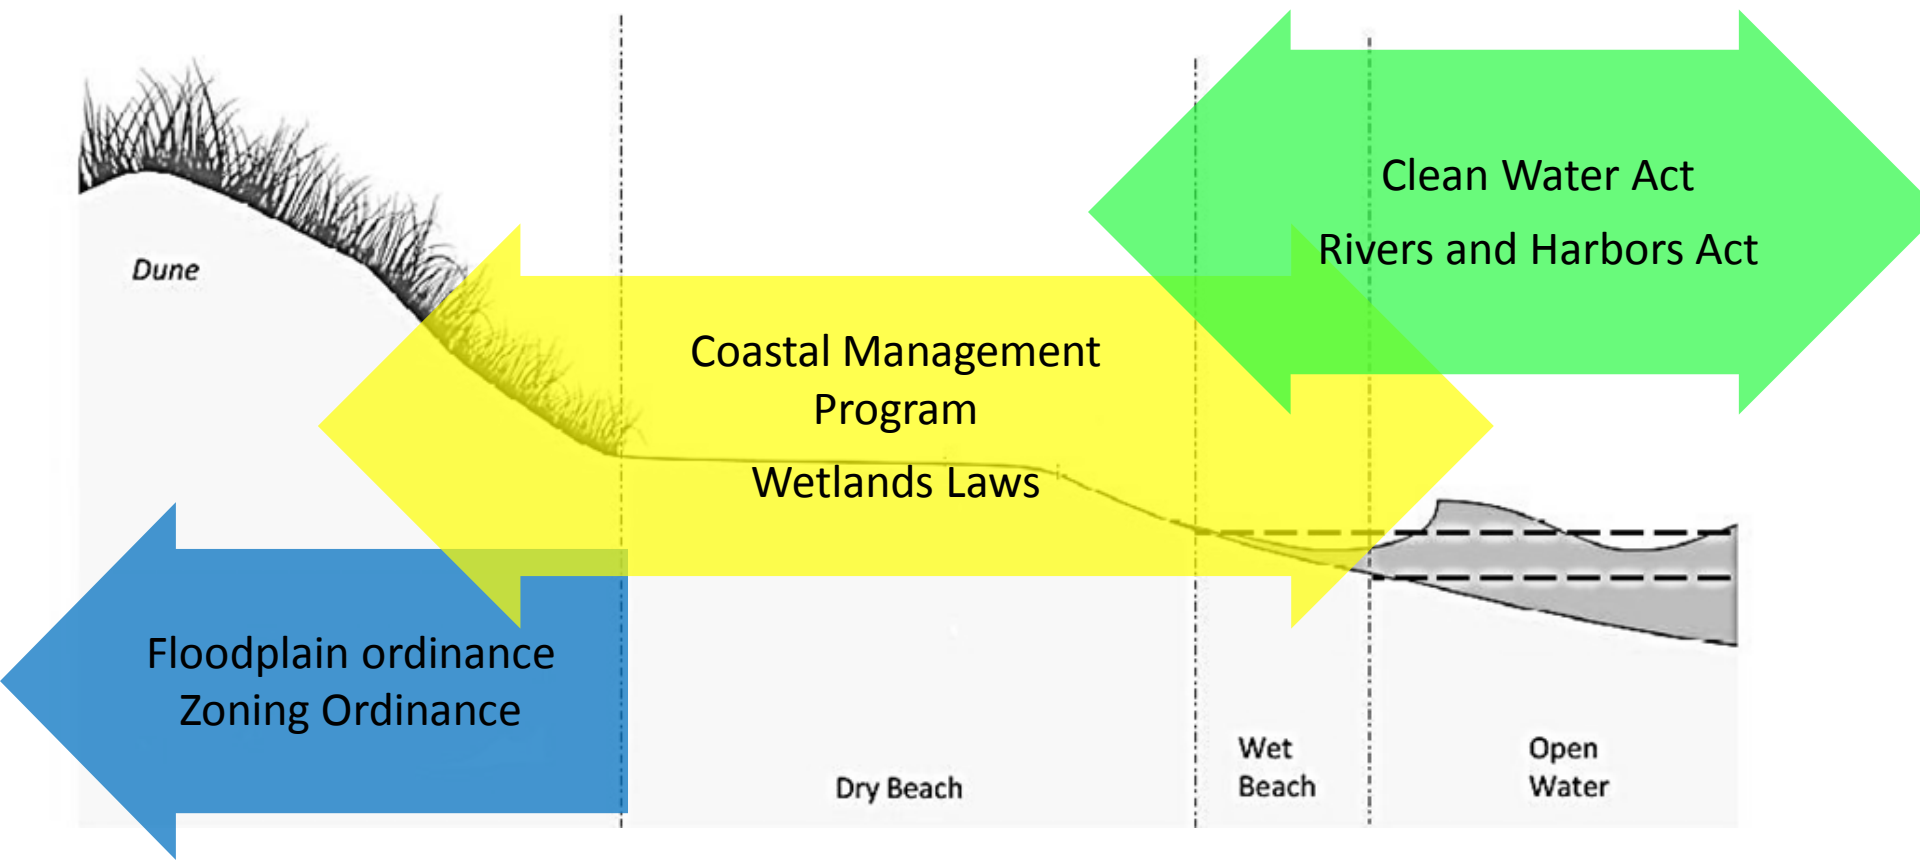 Clean Water Act
Rivers and Harbors Act
Dune
Coastal Management
Program
Wetlands Laws
Floodplain ordinance
Zoning Ordinance
Dry Beach
Wet
Beach
Open
Water